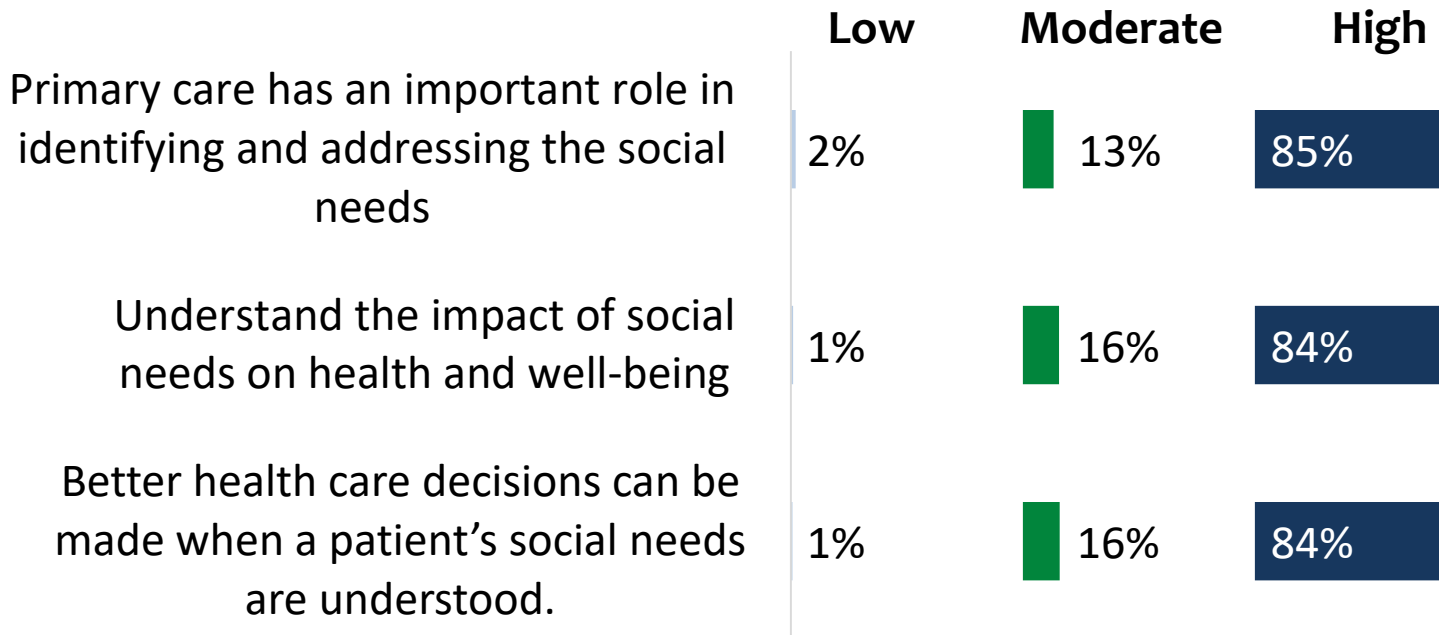 Low Moderate High
Primary care has an important role in
identifying and addressing the social
needs
2% 13% 85%
Understand the impact of social
needs on health and well-being
1% 16% 84%
Better health care decisions can be
made when a patient’s social needs
are understood.
1% 16% 84%